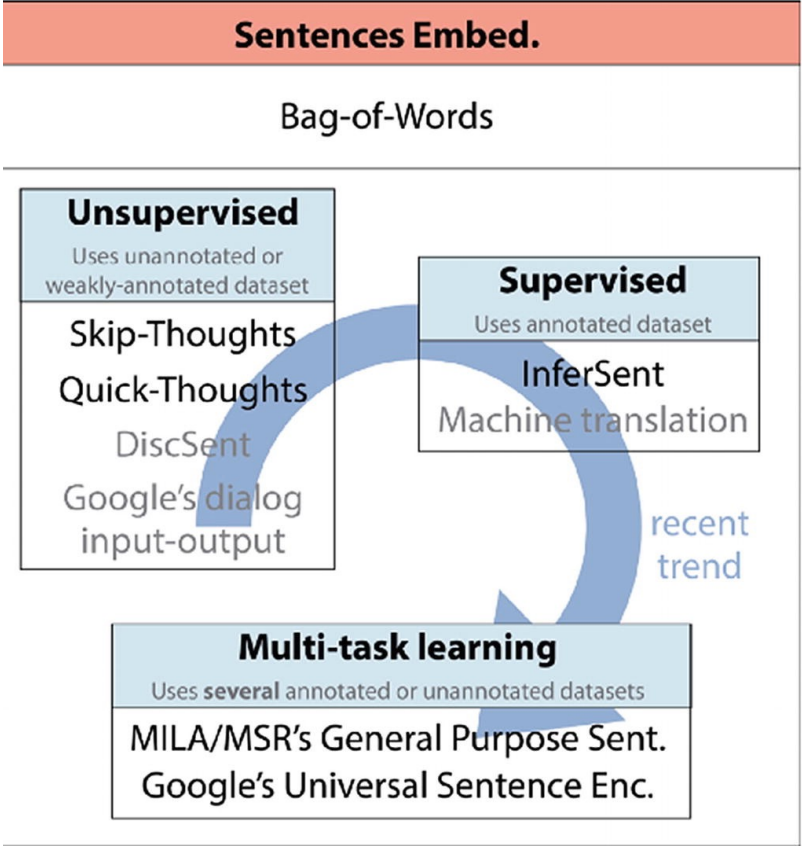 Sentences Embed.
Bag-of-Words
Unsupervised
Uses unannotated or
weakly-annotated dataset
Skip-Thoughts
Quick-Thoughts
DiscSent
Google's dialog
input-output
Supervised
Uses annotated dataset
InferSent
Machine translation
recent
trend
Multi-task learning
Uses several annotated or unannotated datasets
MILA/MSR's General Purpose Sent.
Google's Universal Sentence Enc.